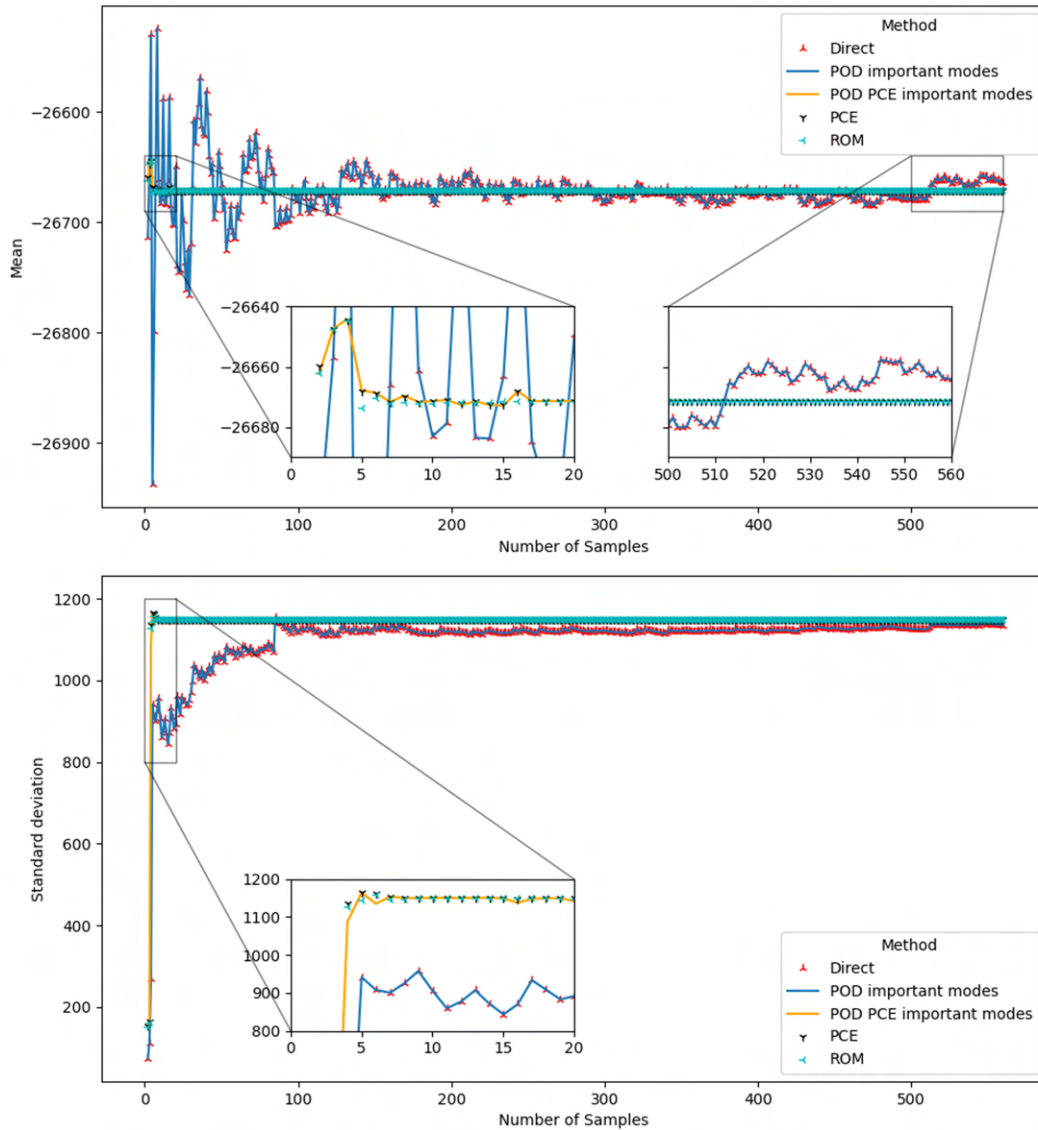 Method
Direct
POD important modes
POD PCE important modes
PCE
ROM
−26600
−26700
−26800
−26900
Mean
−26640
−26660
−26680
0 5 10 15 20
500 510 520 530 540 550 560
0 100 200 300 400 500
Number of Samples
1200
1000
800
600
400
200
Standard deviation
1200
1100
1000
900
800
0 5 10 15 20
Method
Direct
POD important modes
POD PCE important modes
PCE
ROM
0 100 200 300 400 500
Number of Samples